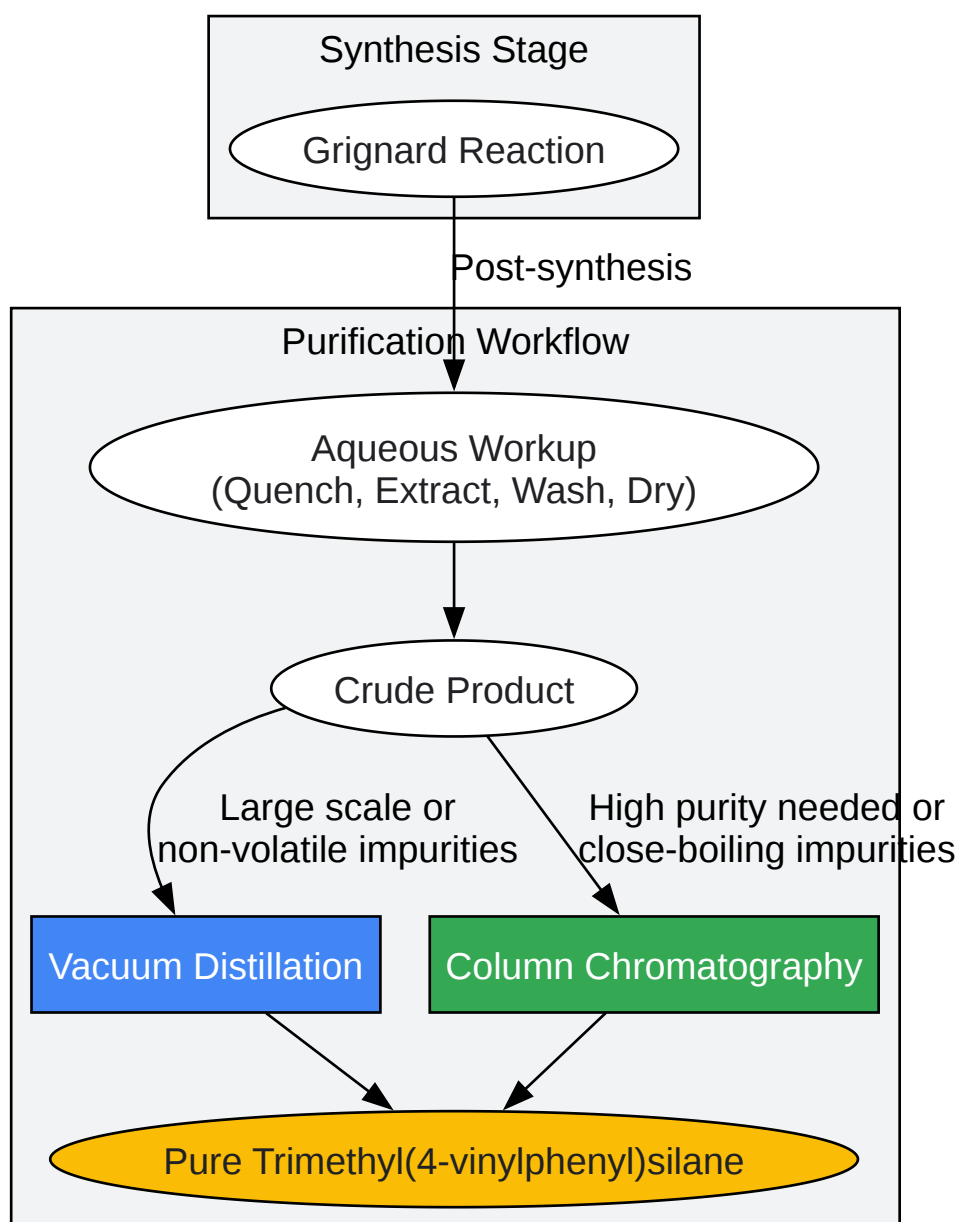 Synthesis Stage
Grignard Reaction
Post-synthesis
Purification Workflow
Aqueous Workup
(Quench, Extract, Wash, Dry)
Crude Product
Large scale or
non-volatile impurities
High purity needed or
close-boiling impurities
Vacuum Distillation
Column Chromatography
Pure Trimethyl(4-vinylphenyl)silane